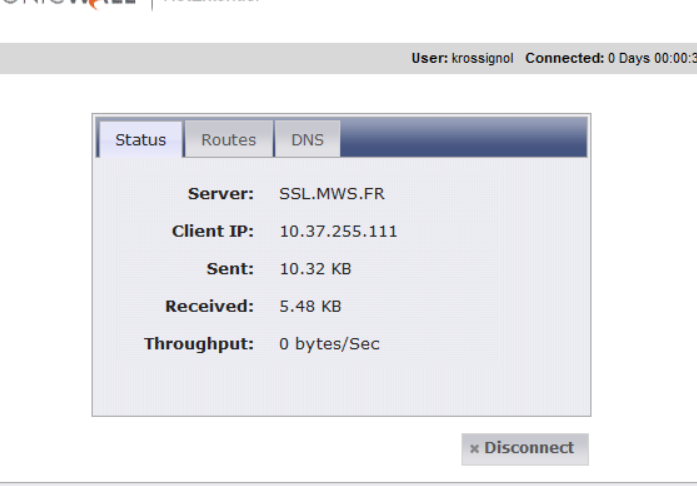 User: krossignol Connected: 0 Days 00:00:3
Status Routes DNS
Server: SSL.MWS.FR
Client IP: 10.37.255.111
Sent: 10.32 KB
Received: 5.48 KB
Throughput: 0 bytes/Sec
× Disconnect